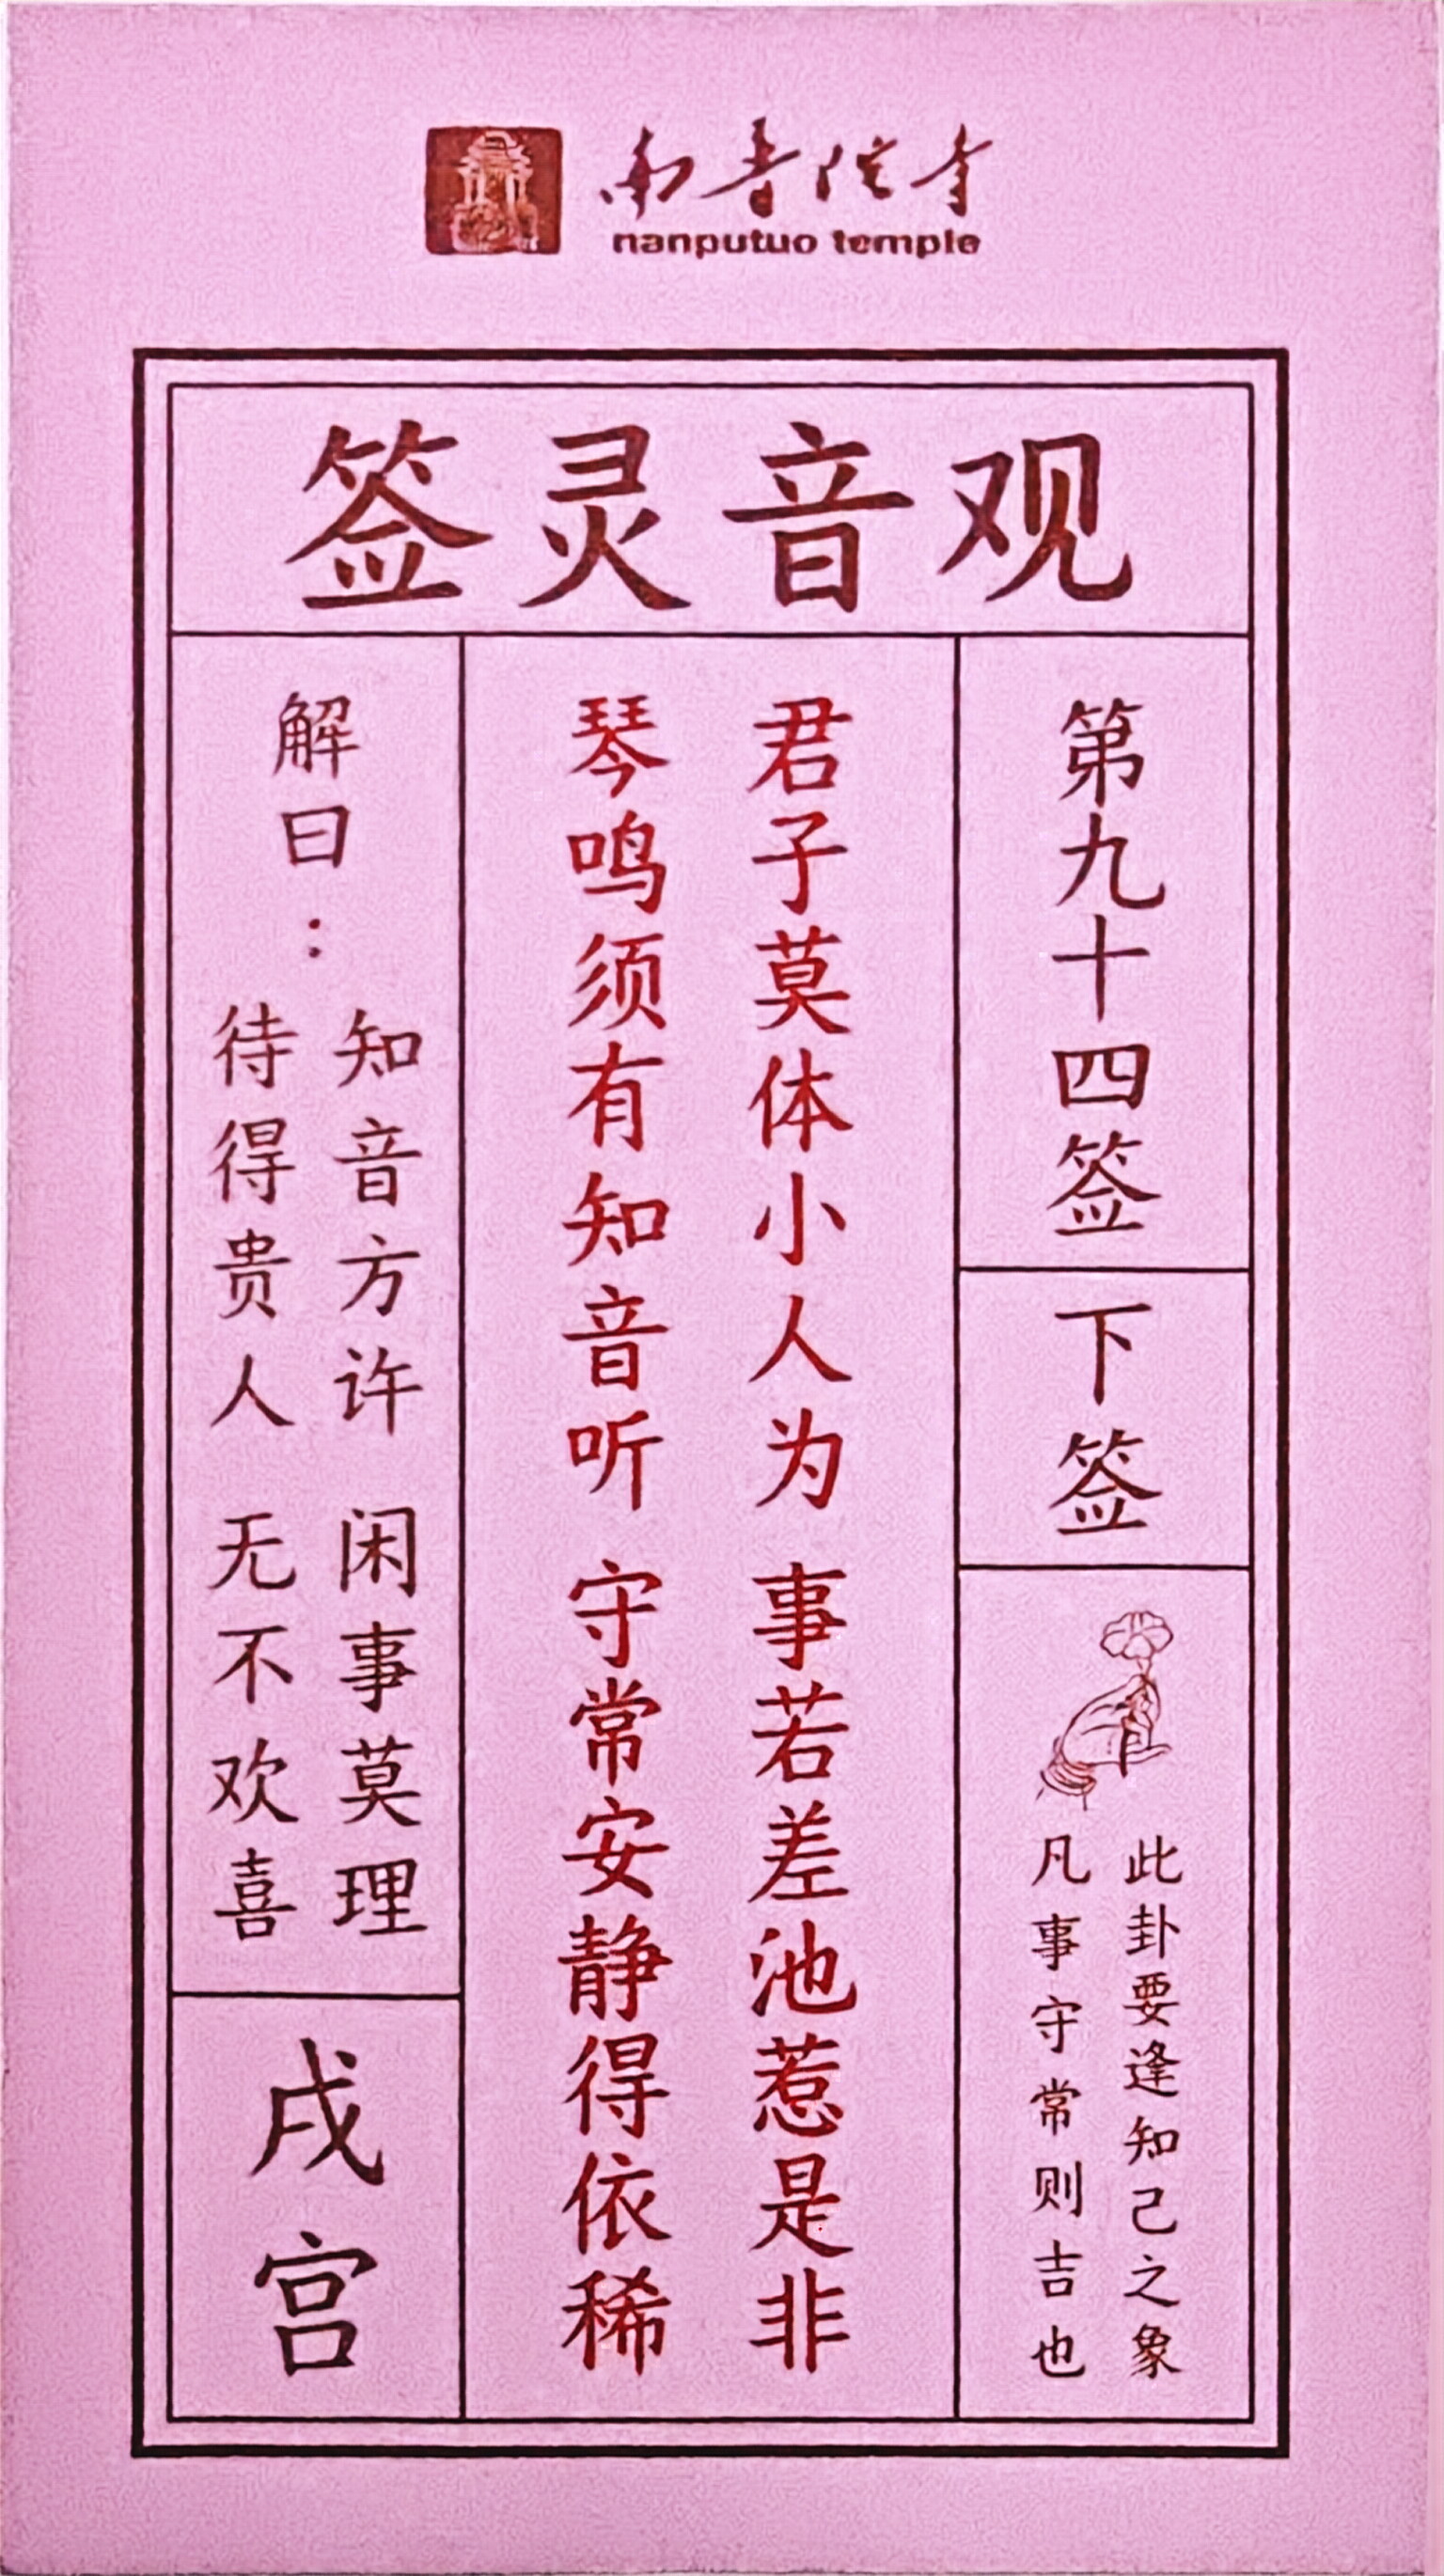 南普陀寺
nanputuo temple
观音灵签
第九十四签
下签
此卦要逢知己之象
凡事守常则吉也
君子莫体小人为 事若差池惹是非
琴鸣须有知音听 守常安静得依稀
解曰：
知音方许 闲事莫理
待得贵人 无不欢喜
戌宫